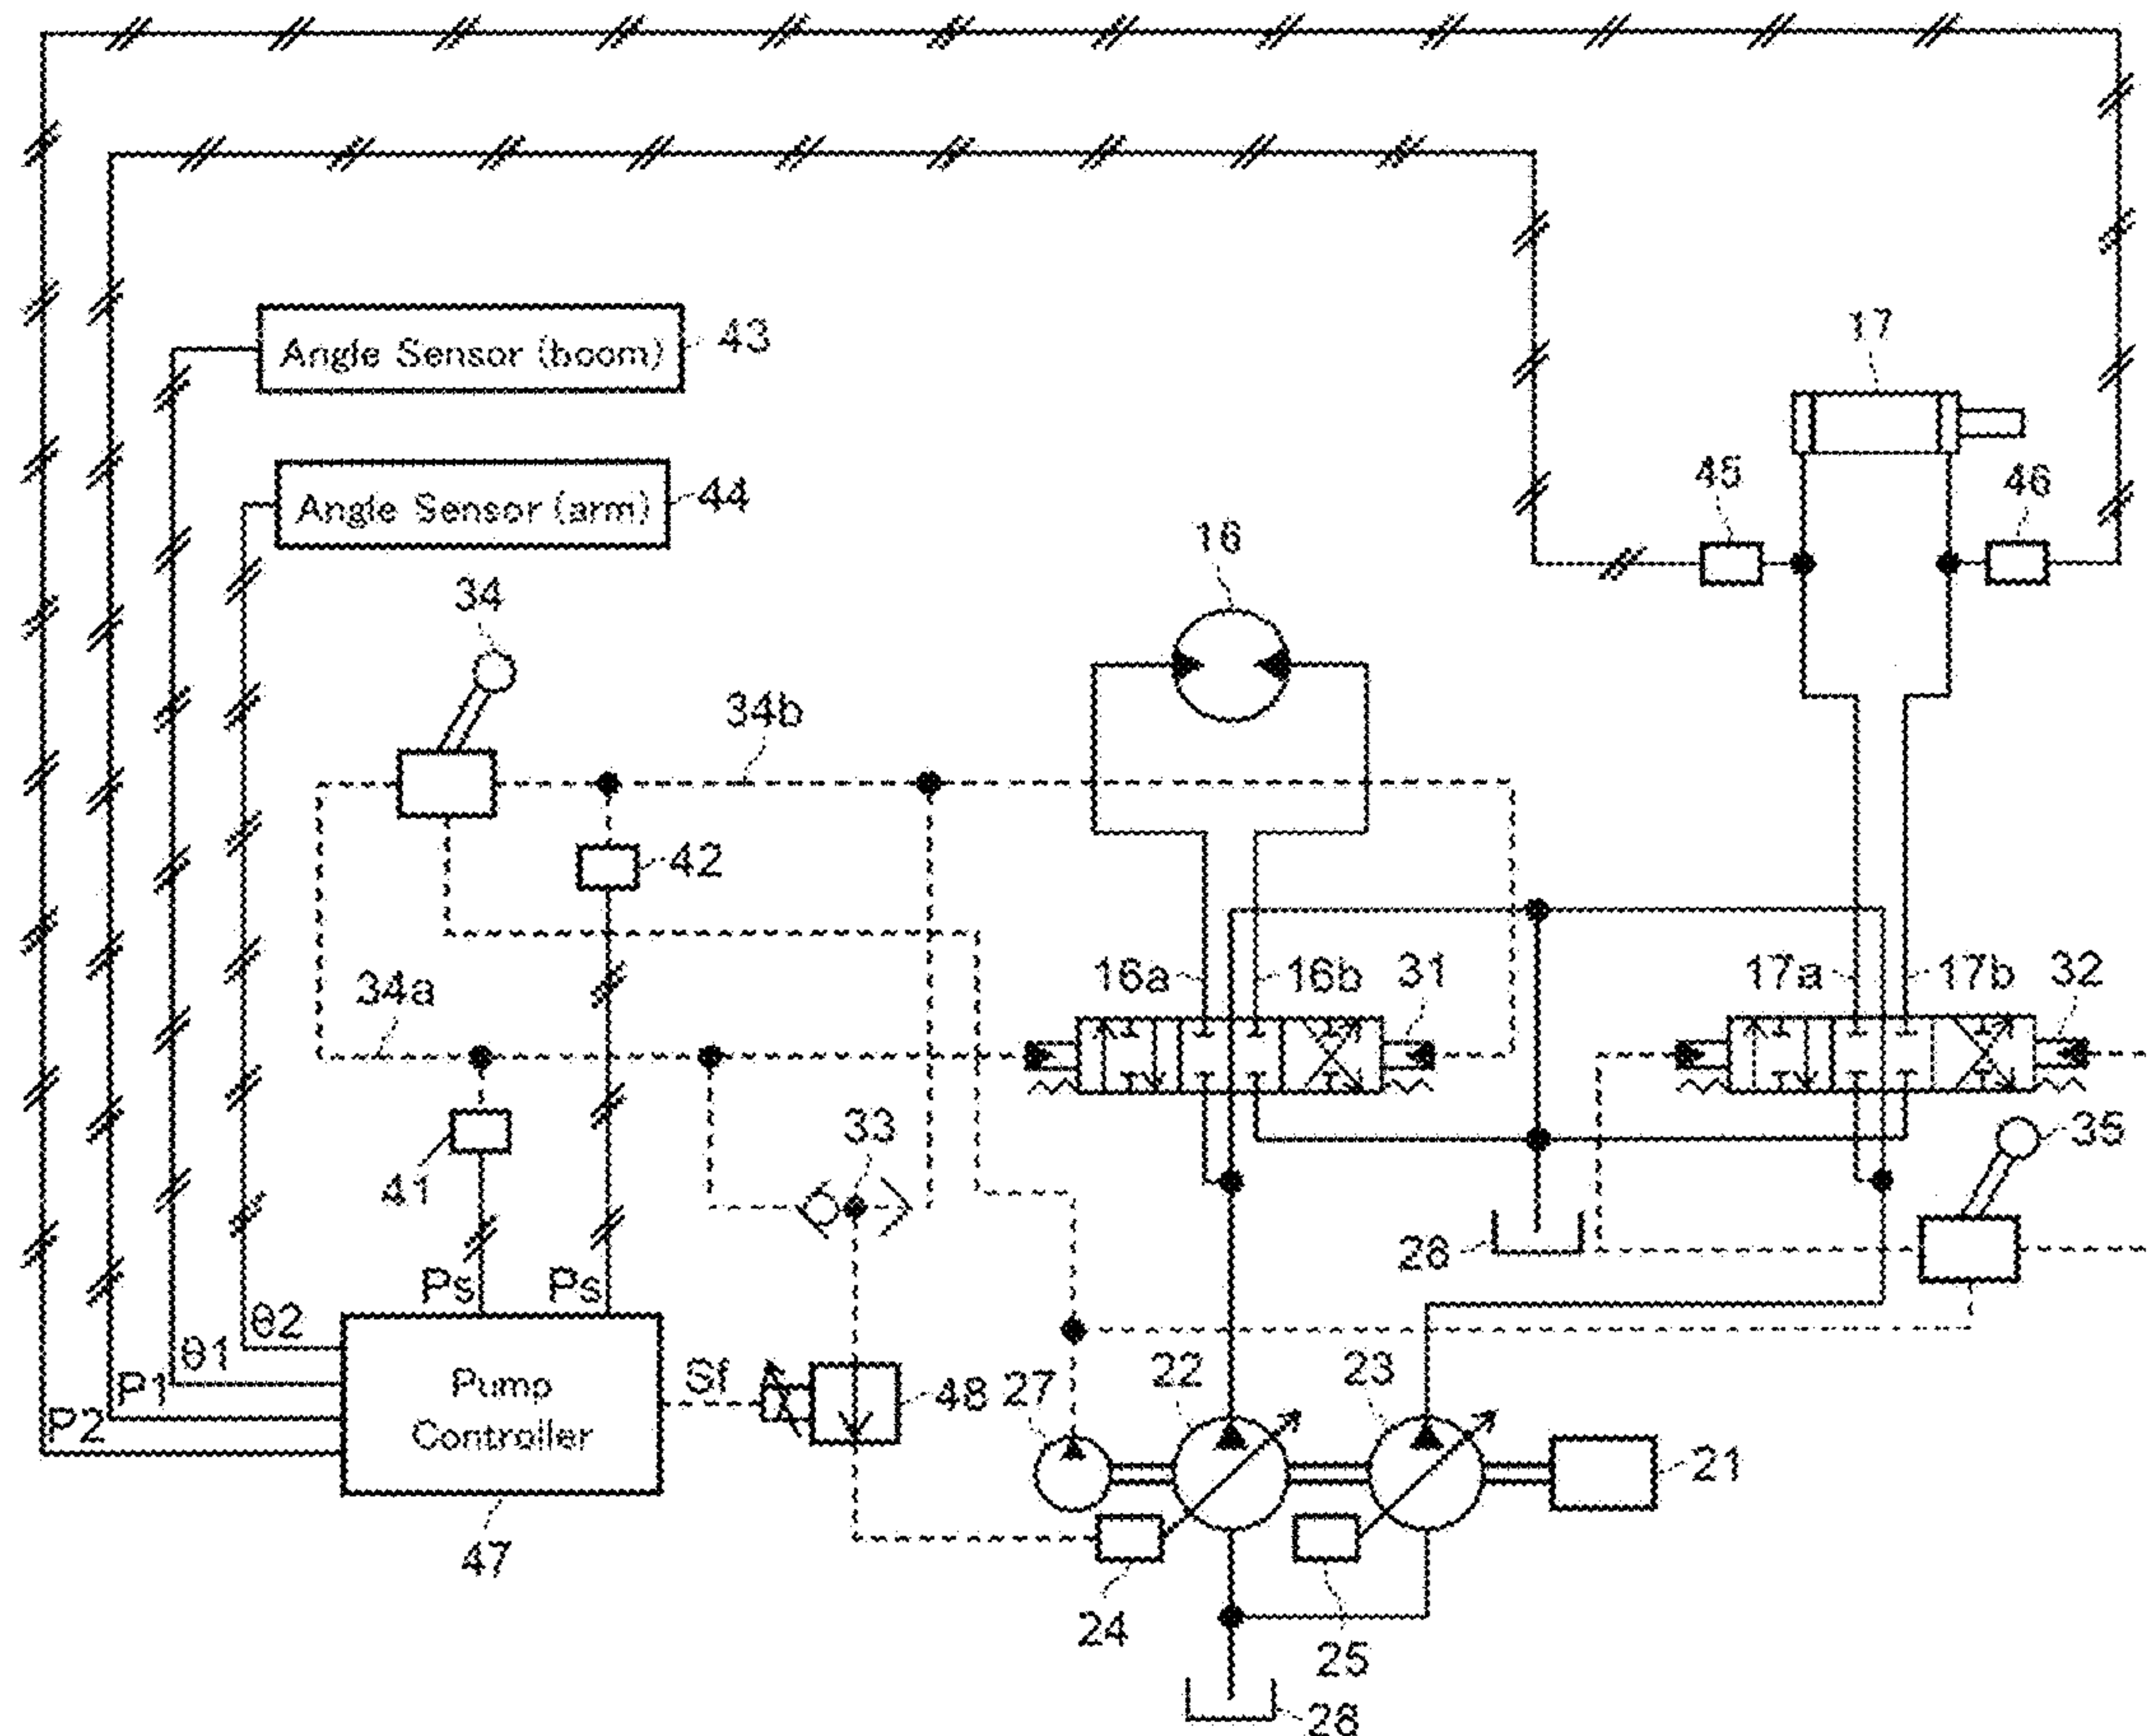 43
Angle Sensor (boom)
17
44
Angle Sensor (arm)
45
46
16
34
34b
42
16a
16b
31
17a
17b
32
34a
33
35
41
26
Ps
Ps
θ2
θ1
P1
P2
Pump
Controller
Sf
48
27
22
23
21
47
24
25
26